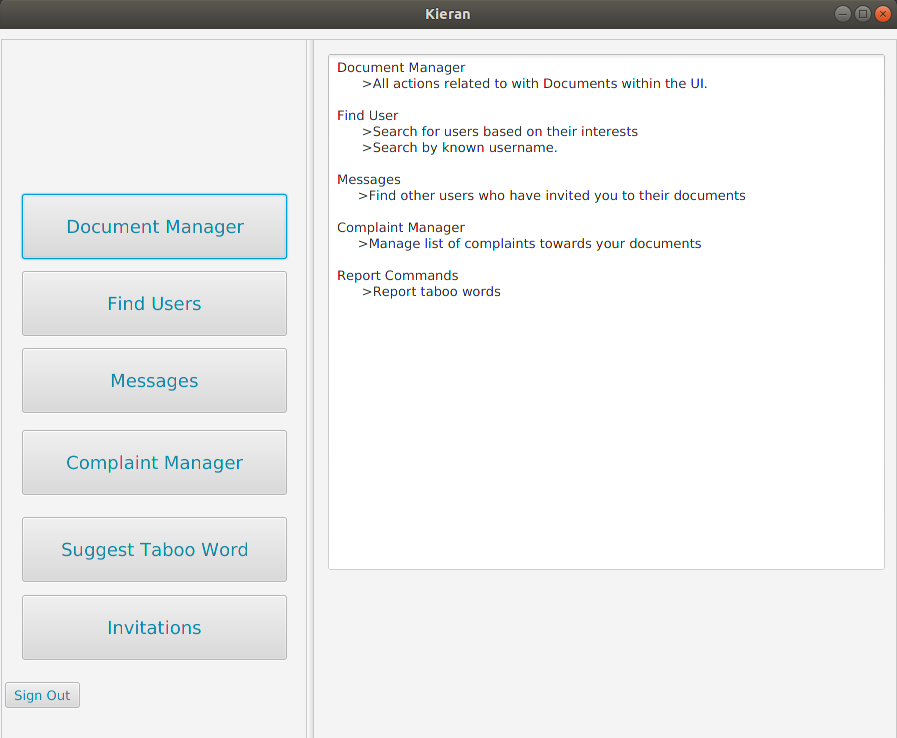 Kieran
Document Manager
Find Users
Messages
Complaint Manager
Suggest Taboo Word
Invitations
Sign Out
Document Manager
>All actions related to with Documents within the UI.
Find User
>Search for users based on their interests
>Search by known username.
Messages
>Find other users who have invited you to their documents
Complaint Manager
>Manage list of complaints towards your documents
Report Commands
>Report taboo words